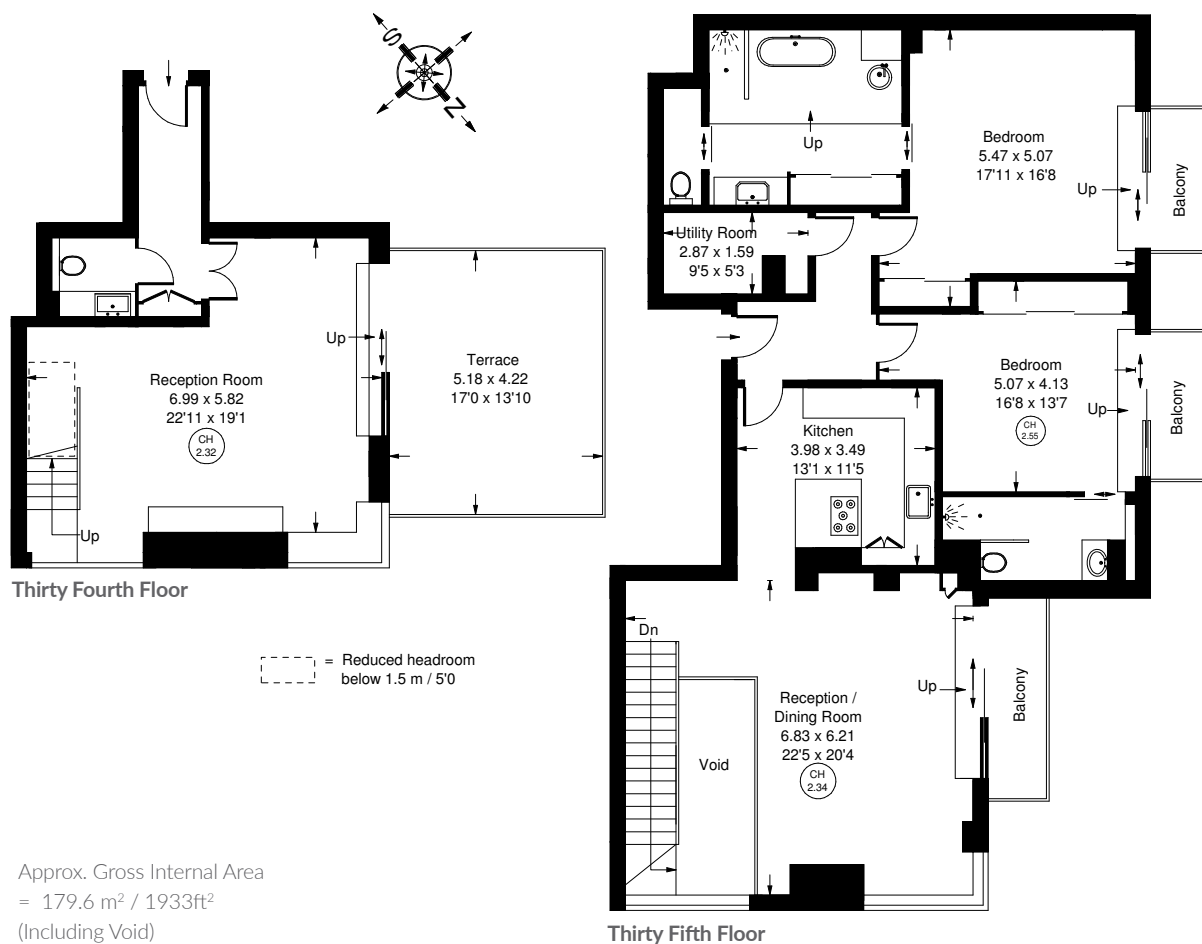 S
N
Up
Reception Room
6.99 x 5.82
22'11 x 19'1
CH
2.32
Up
Terrace
5.18 x 4.22
17'0 x 13'10
Thirty Fourth Floor
= Reduced headroom
below 1.5 m / 5'0
Approx. Gross Internal Area
= 179.6 m² / 1933ft²
(Including Void)
Up
Bedroom
5.47 x 5.07
17'11 x 16'8
Up
Balcony
Utility Room
2.87 x 1.59
9'5 x 5'3
Bedroom
5.07 x 4.13
16'8 x 13'7
CH
2.55
Up
Balcony
Kitchen
3.98 x 3.49
13'1 x 11'5
Dn
Void
Reception /
Dining Room
6.83 x 6.21
22'5 x 20'4
CH
2.34
Up
Balcony
Thirty Fifth Floor